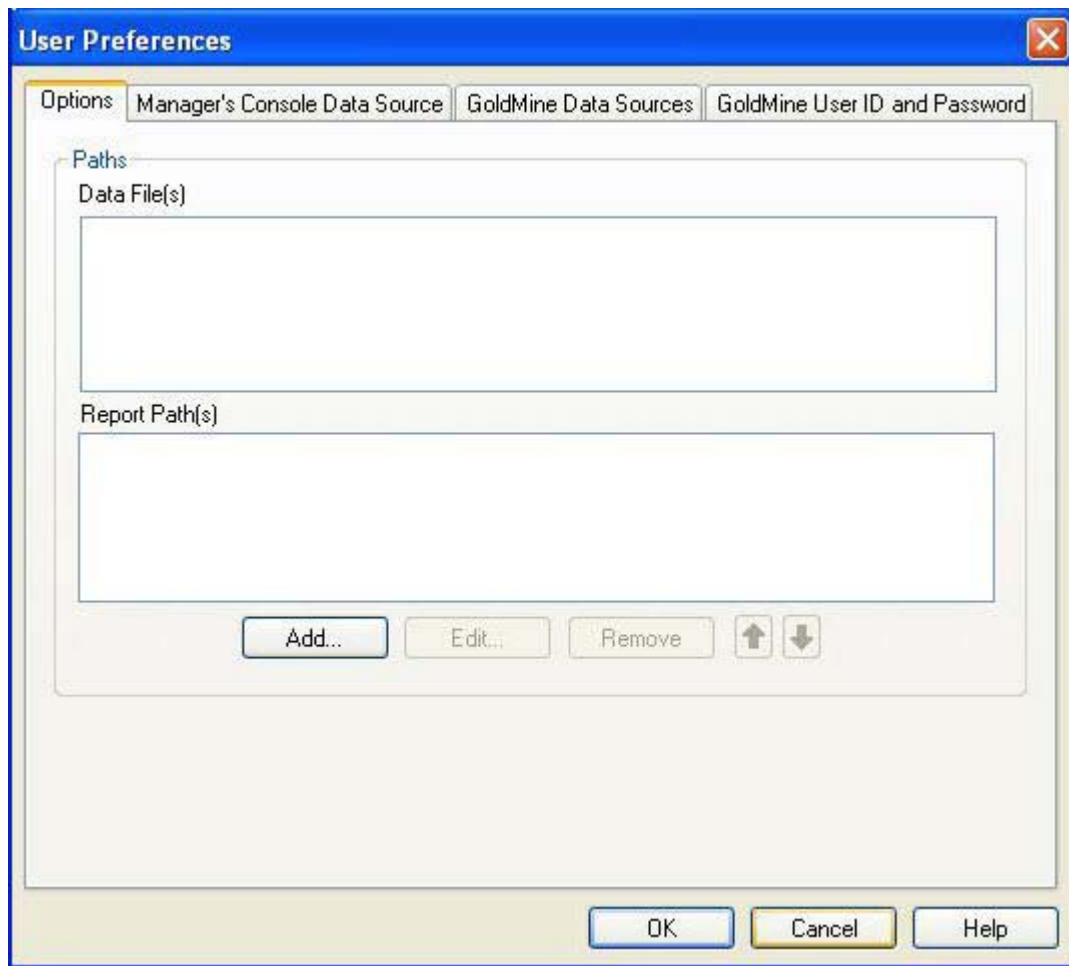 User Preferences
Options Manager's Console Data Source GoldMine Data Sources GoldMine User ID and Password
Paths
Data File(s)
Report Path(s)
Add... Edit... Remove
OK Cancel Help